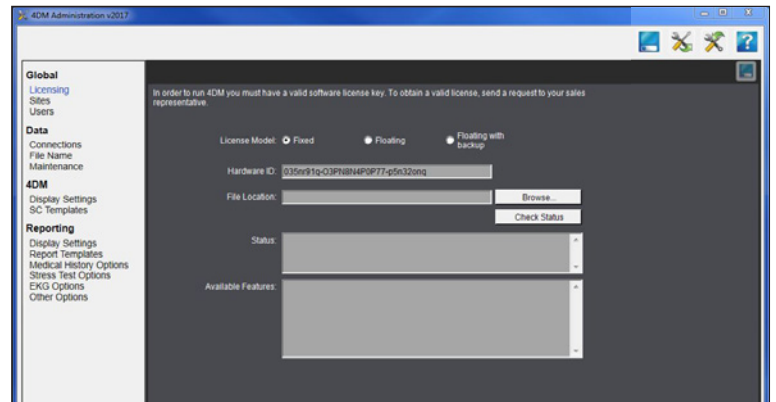 4DM Administration v2017
?
Global
Licensing
Sites
Users
Data
Connections
File Name
Maintenance
4DM
Display Settings
SC Templates
Reporting
Display Settings
Report Templates
Medical History Options
Stress Test Options
EKG Options
Other Options
In order to run 4DM you must have a valid software license key. To obtain a valid license, send a request to your sales
representative.
License Model: Fixed Floating Floating with
backup
Hardware ID: 035nr91q-O3PN8N4P0P77-p5n32onq
File Location: Browse...
Check Status
Status:
Available Features: